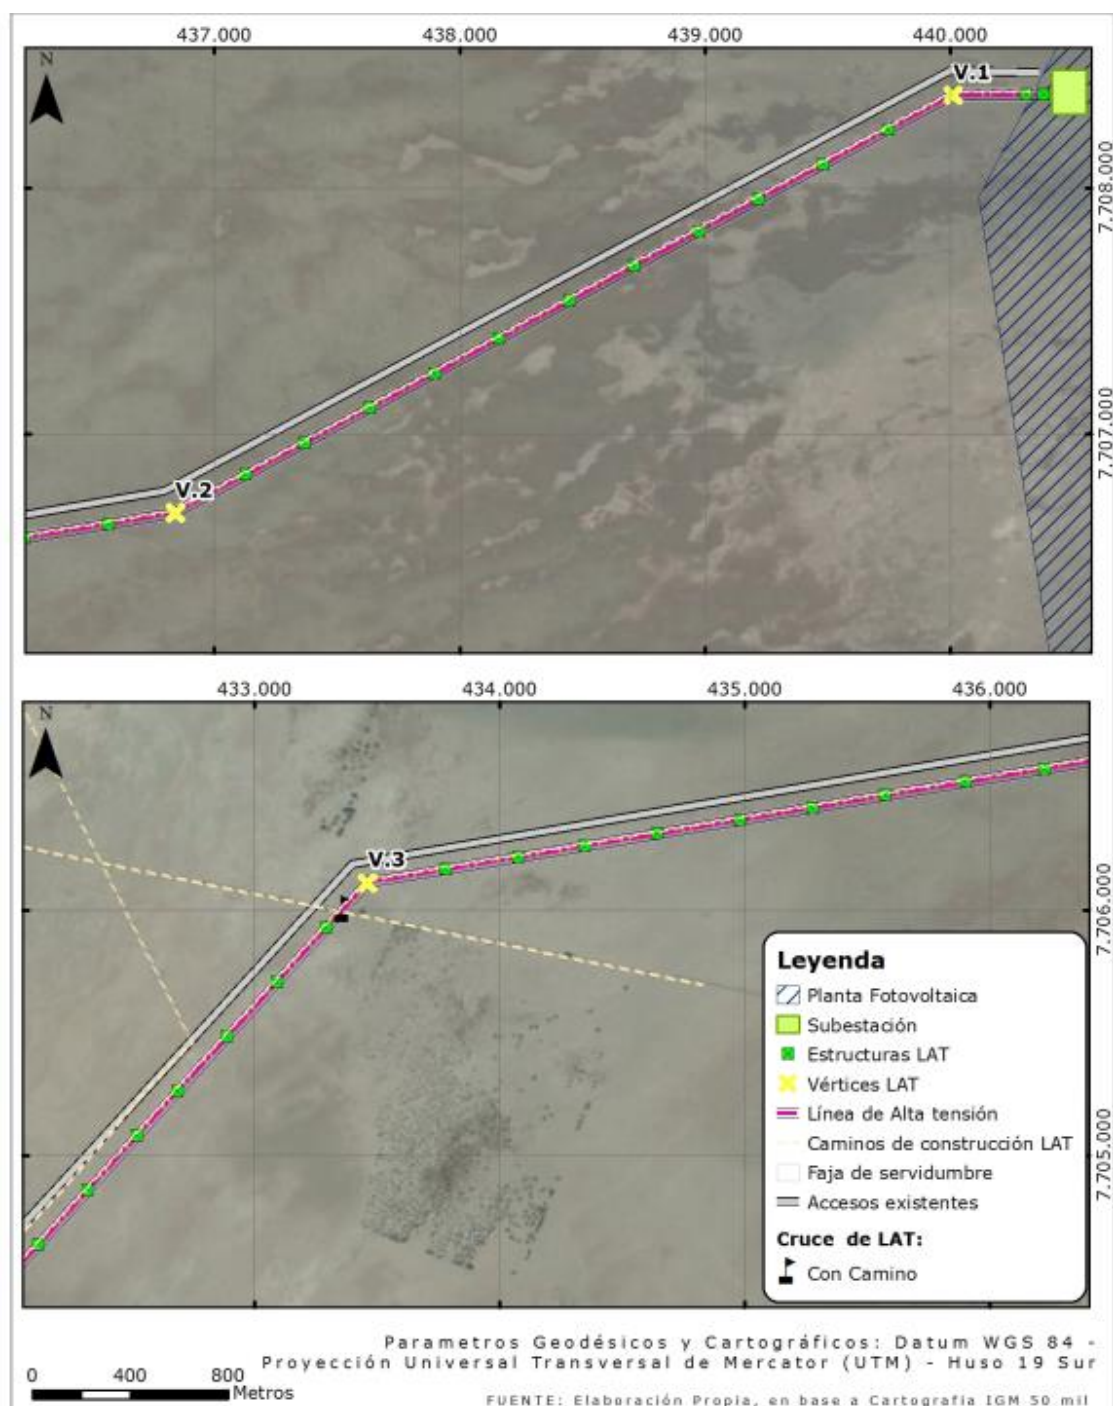 437.000 438.000 439.000 440.000
N
V.1
7.708.000
7.707.000
V.2
433.000 434.000 435.000 436.000
N
V.3
7.706.000
7.705.000
Leyenda
Planta Fotovoltaica
Subestación
Estructuras LAT
Vértices LAT
Línea de Alta tensión
Caminos de construcción LAT
Faja de servidumbre
Accesos existentes
Cruce de LAT:
Con Camino
Parametros Geodésicos y Cartográficos: Datum WGS 84 -
Proyección Universal Transversal de Mercator (UTM) - Huso 19 Sur
0 400 800
Metros
FUENTE: Elaboración Propia, en base a Cartografía IGM 50 mil